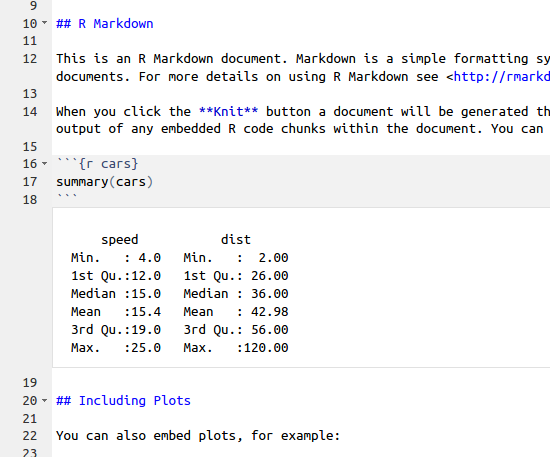 9
10 ## R Markdown
11
12 This is an R Markdown document. Markdown is a simple formatting sy
documents. For more details on using R Markdown see <http://rmarkd
13
14 When you click the **Knit** button a document will be generated th
output of any embedded R code chunks within the document. You can
15
16 ```{r cars}
17 summary(cars)
18 ```
speed dist
Min. : 4.0 Min. : 2.00
1st Qu.:12.0 1st Qu.: 26.00
Median :15.0 Median : 36.00
Mean :15.4 Mean : 42.98
3rd Qu.:19.0 3rd Qu.: 56.00
Max. :25.0 Max. :120.00
19
20 ## Including Plots
21
22 You can also embed plots, for example:
23